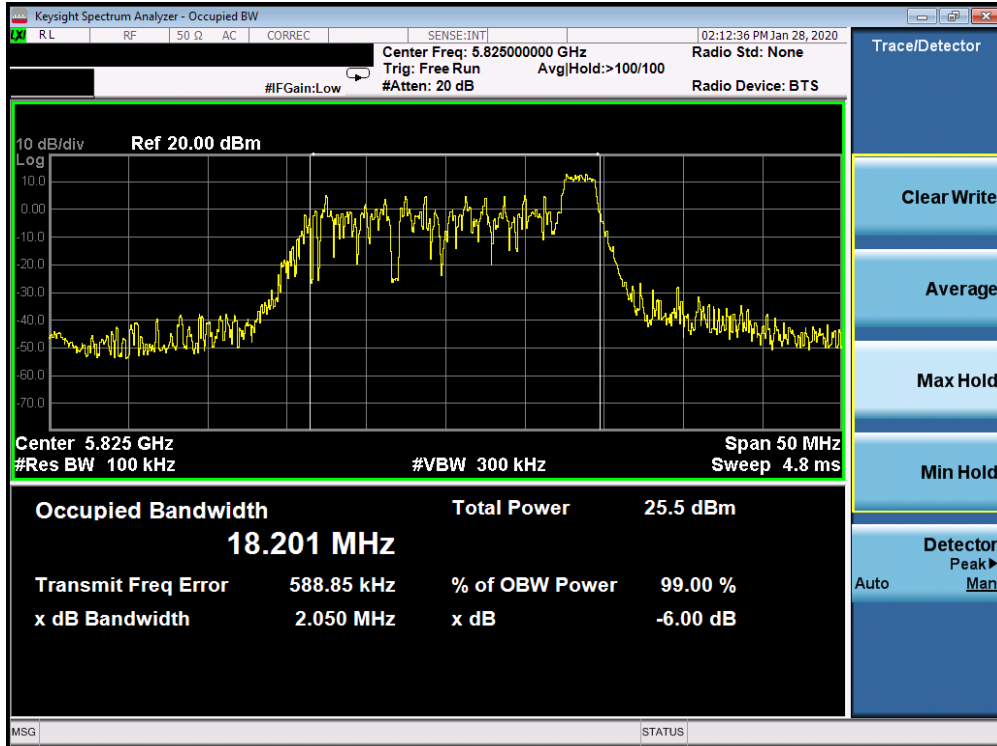 Keysight Spectrum Analyzer - Occupied BW
LXI RL RF 50 Ω AC CORREC SENSE:INT 02:12:36 PM Jan 28, 2020
Center Freq: 5.825000000 GHz Radio Std: None
Trig: Free Run Avg|Hold:>100/100
#IFGain:Low #Atten: 20 dB Radio Device: BTS
Trace/Detector
10 dB/div Ref 20.00 dBm
Log
10.0
0.00
-10.0
-20.0
-30.0
-40.0
-50.0
-60.0
-70.0
Center 5.825 GHz Span 50 MHz
#Res BW 100 kHz #VBW 300 kHz Sweep 4.8 ms
Occupied Bandwidth Total Power 25.5 dBm
18.201 MHz
Transmit Freq Error 588.85 kHz % of OBW Power 99.00 %
x dB Bandwidth 2.050 MHz x dB -6.00 dB
Clear Write
Average
Max Hold
Min Hold
Detector
Peak▶
Auto Man
MSG STATUS